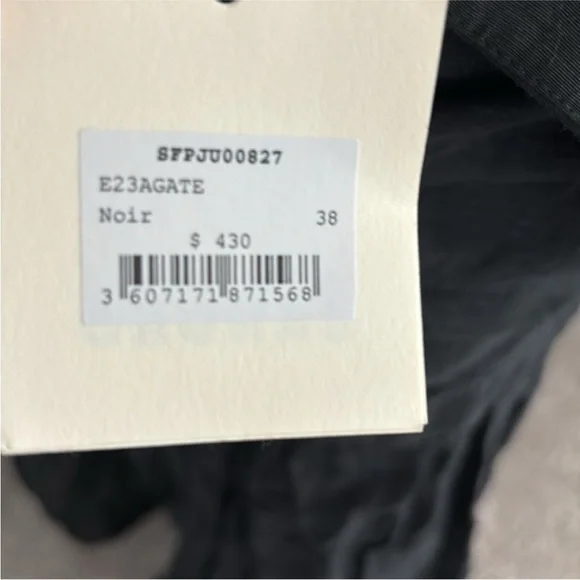 SFPJU00827
E23AGATE
Noir 38
$ 430
3 607171 871568